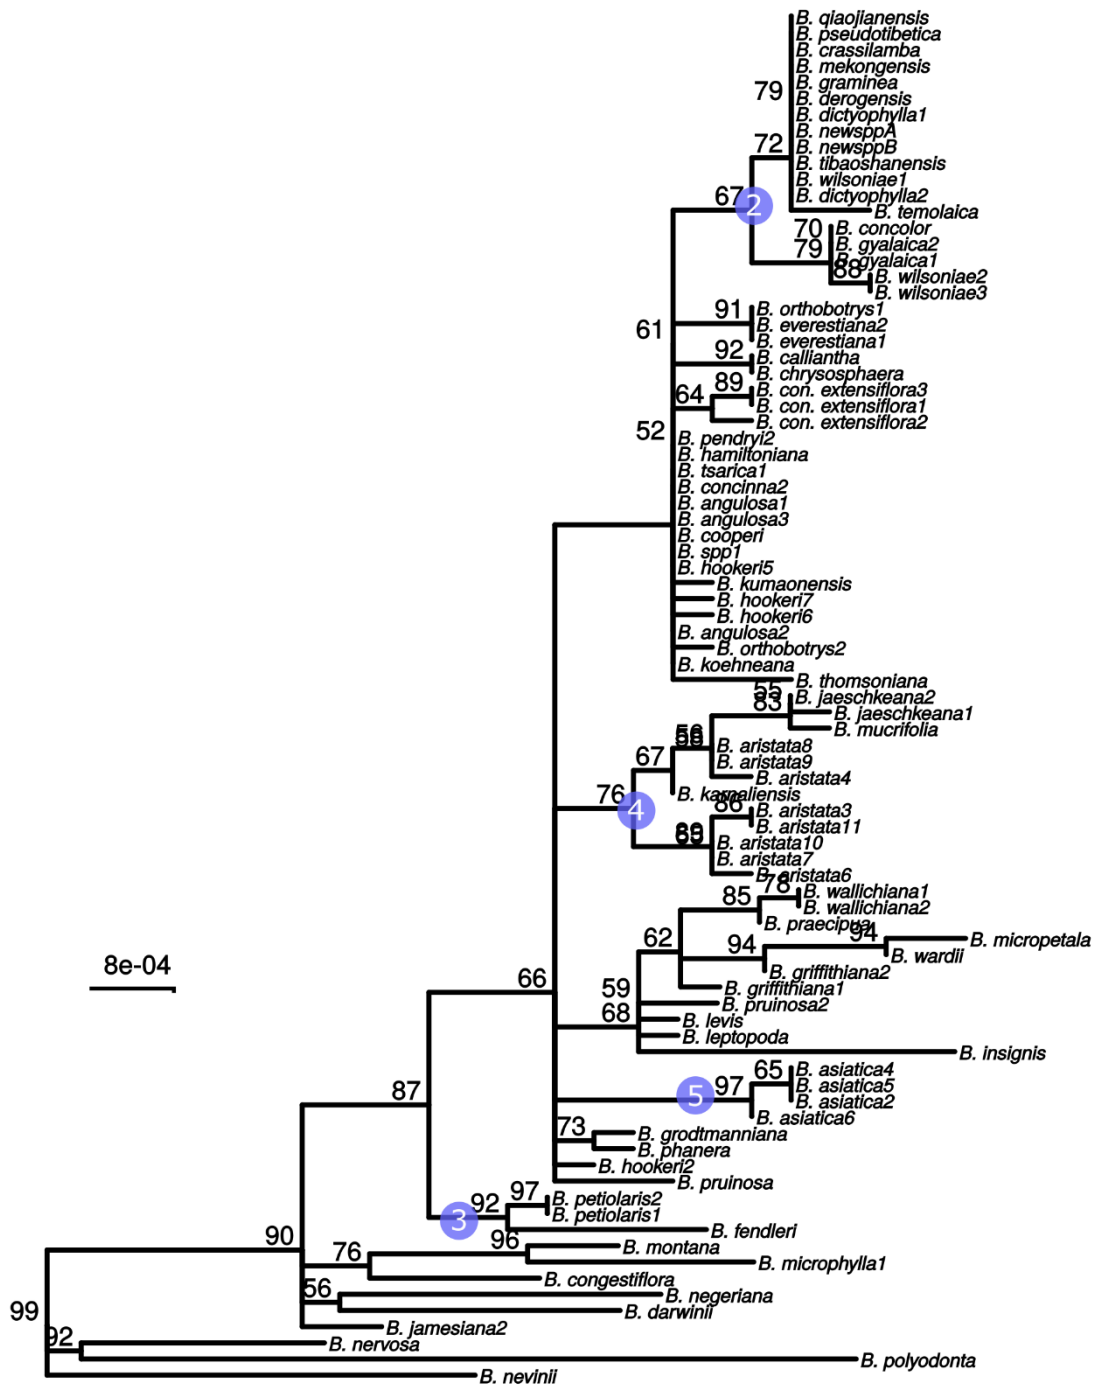 B. qiaojianensis
B. pseudotibetica
B. crassilamba
B. mekongensis
79
B. graminea
B. derogensis
B. dictyophylla1
B. newsppA
72
B. newsppB
B. tibaoshanensis
B. wilsoniae1
67
2
B. dictyophylla2
B. temolaica
70
B. concolor
79
B. gyalaica2
B. gyalaica1
88
B. wilsoniae2
B. wilsoniae3
91
B. orthobotrys1
61
B. everestiana2
B. everestiana1
92
B. calliantha
B. chrysosphaera
89
B. con. extensiflora3
64
B. con. extensiflora1
B. con. extensiflora2
52
B. pendryi2
B. hamiltoniana
B. tsarica1
B. concinna2
B. angulosa1
B. angulosa3
B. cooperi
B. spp1
B. hookeri5
B. kumaonensis
B. hookeri7
B. hookeri6
B. angulosa2
B. orthobotrys2
B. koehneana
B. thomsoniana
55
B. jaeschkeana2
83
B. jaeschkeana1
B. mucrifolia
B. aristata8
67
B. aristata9
B. aristata4
76
4
B. karnaliensis
86
B. aristata3
B. aristata11
B. aristata10
B. aristata7
B. aristata6
78
B. wallichiana1
85
B. wallichiana2
B. praecipua
94
B. micropetala
62
94
B. wardii
B. griffithiana2
8e-04
66
59
B. griffithiana1
B. pruinosa2
68
B. levis
B. leptopoda
B. insignis
65
B. asiatica4
87
5
97
B. asiatica5
B. asiatica2
B. asiatica6
73
B. grodtmanniana
B. phanera
B. hookeri2
B. pruinosa
97
B. petiolaris2
3
92
B. petiolaris1
B. fendleri
90
96
B. montana
76
B. microphylla1
B. congestiflora
56
B. negeriana
99
B. darwinii
B. jamesiana2
92
B. nervosa
B. polyodonta
B. nevinii